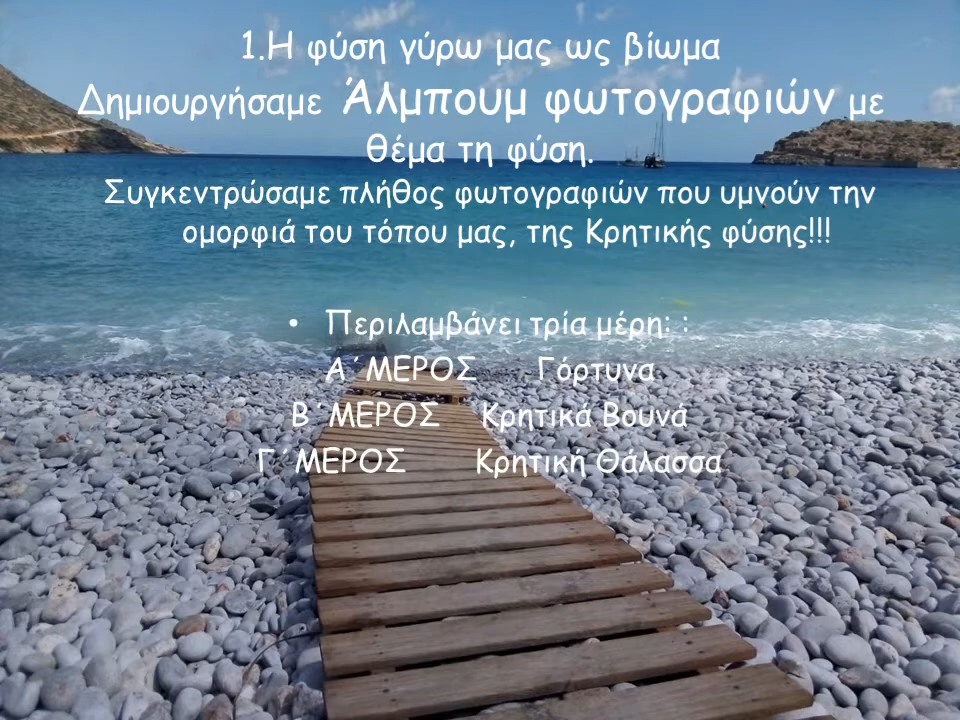 1.Η φύση γύρω μας ως βίωμα
Δημιουργήσαμε Άλμπουμ φωτογραφιών με
θέμα τη φύση.
Συγκεντρώσαμε πλήθος φωτογραφιών που υμνούν την
ομορφιά του τόπου μας, της Κρητικής φύσης!!!
• Περιλαμβάνει τρία μέρη: :
Α΄ΜΕΡΟΣ Γόρτυνα
Β΄ΜΕΡΟΣ Κρητικά Βουνά
Γ΄ΜΕΡΟΣ Κρητική Θάλασσα